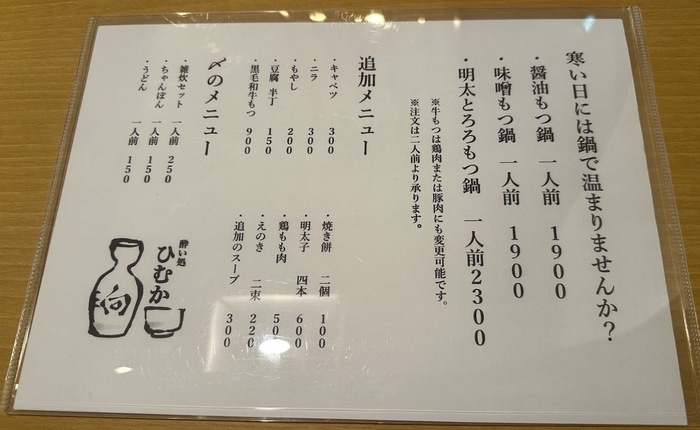 寒い日には鍋で温まりませんか？
・醤油もつ鍋 一人前 1900
・味噌もつ鍋 一人前 1900
・明太とろろもつ鍋 一人前2300
※牛もつは鶏肉または豚肉にも変更可能です。
※注文は二人前より承ります。
追加メニュー
・キャベツ 300
・ニラ 300
・もやし 200
・豆腐 半丁 150
・黒毛和牛もつ 900
・焼き餅 二個 100
・明太子 四本 600
・鶏もも肉
・えのき 二束 220
・追加のスープ 300
〆のメニュー
・雑炊セット 一人前 250
・ちゃんぽん 一人前 150
・うどん 一人前 150
酔い処
ひむか
向